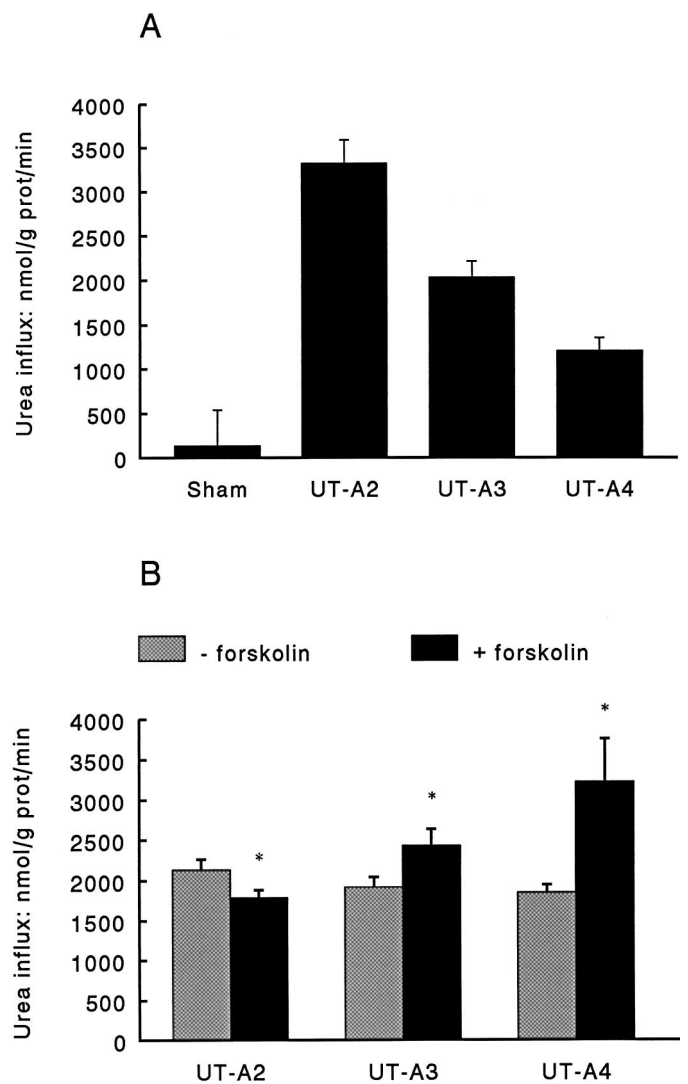 A
Urea influx: nmol/g prot/min
4000
3500
3000
2500
2000
1500
1000
500
0
Sham UT-A2 UT-A3 UT-A4
B
- forskolin + forskolin
Urea influx: nmol/g prot/min
4000
3500
3000
2500
2000
1500
1000
500
0
* * *
UT-A2 UT-A3 UT-A4